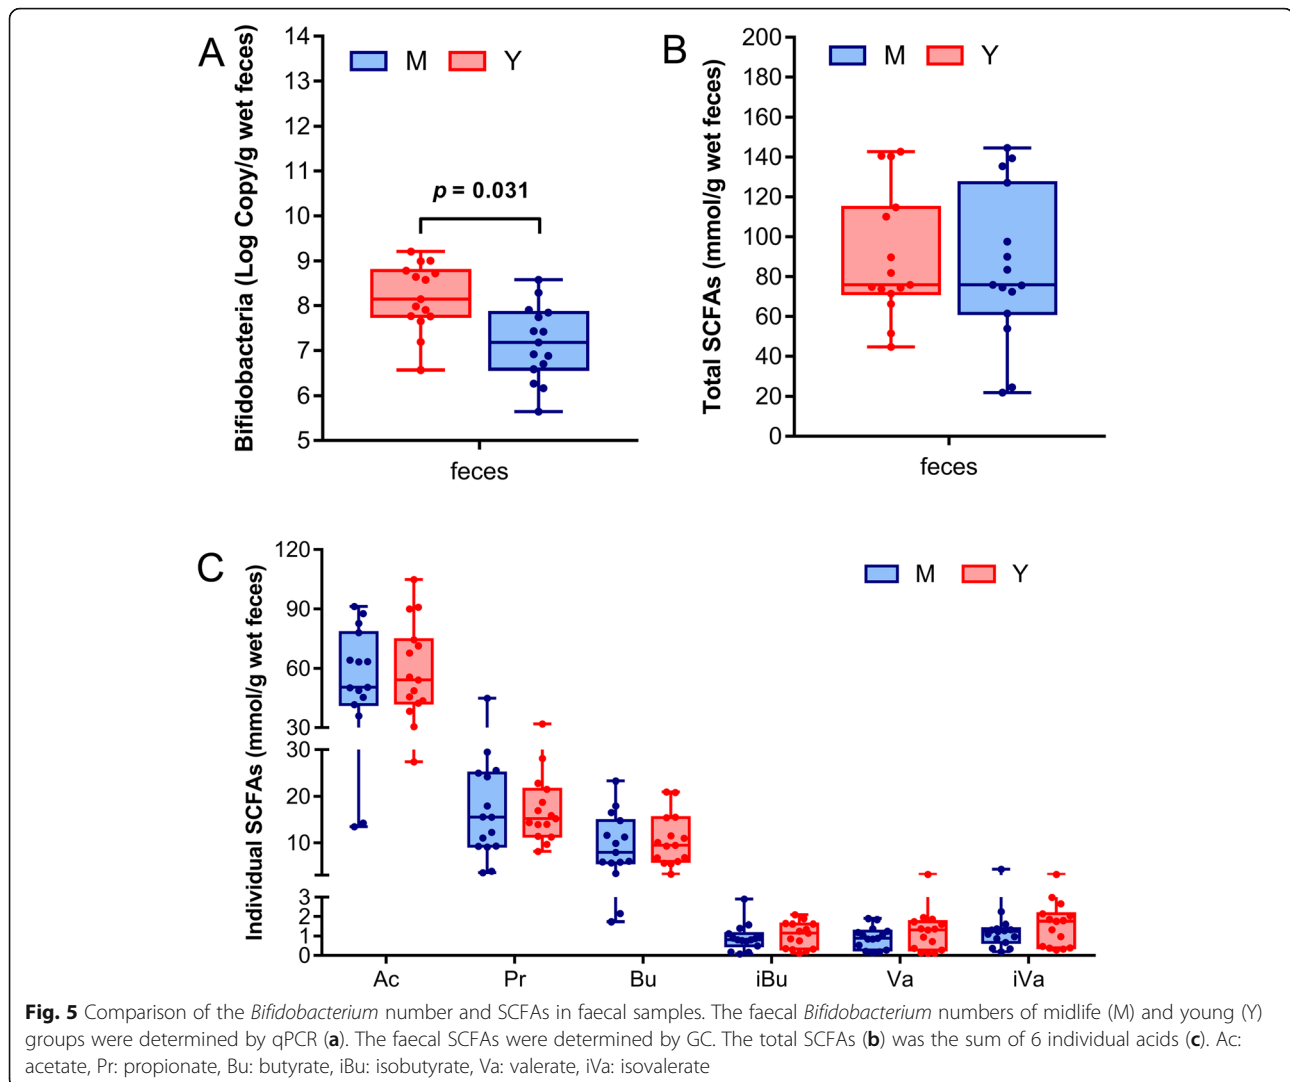 A
Bifidobacteria (Log Copy/g wet feces)
14
13
12
11
10
9
8
7
6
5
M Y
p = 0.031
feces
B
Total SCFAs (mmol/g wet feces)
200
180
160
140
120
100
80
60
40
20
0
M Y
feces
C
Individual SCFAs (mmol/g wet feces)
120
90
60
30
30
20
10
3
2
1
0
M Y
Ac Pr Bu iBu Va iVa
Fig. 5 Comparison of the Bifidobacterium number and SCFAs in faecal samples. The faecal Bifidobacterium numbers of midlife (M) and young (Y)
groups were determined by qPCR (a). The faecal SCFAs were determined by GC. The total SCFAs (b) was the sum of 6 individual acids (c). Ac:
acetate, Pr: propionate, Bu: butyrate, iBu: isobutyrate, Va: valerate, iVa: isovalerate